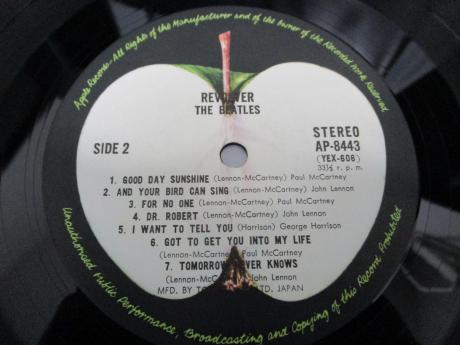 Apple Records-All Rights of the Manufacturer and of the Owner of the Recorded Work Reserved
REVOLVER
THE BEATLES
SIDE 2
STEREO
AP-8443
(YEX-606)
33⅓ r. p. m.
1. GOOD DAY SUNSHINE (Lennon-McCartney) Paul McCartney
2. AND YOUR BIRD CAN SING (Lennon-McCartney) John Lennon
3. FOR NO ONE (Lennon-McCartney) Paul McCartney
4. DR. ROBERT (Lennon-McCartney) John Lennon
5. I WANT TO TELL YOU (Harrison) George Harrison
6. GOT TO GET YOU INTO MY LIFE
(Lennon-McCartney) Paul McCartney
7. TOMORROW NEVER KNOWS
(Lennon-McCartney) John Lennon
MFD. BY LTD. JAPAN
Unauthorised Public Performance, Broadcasting and Copying of this Record Prohibited